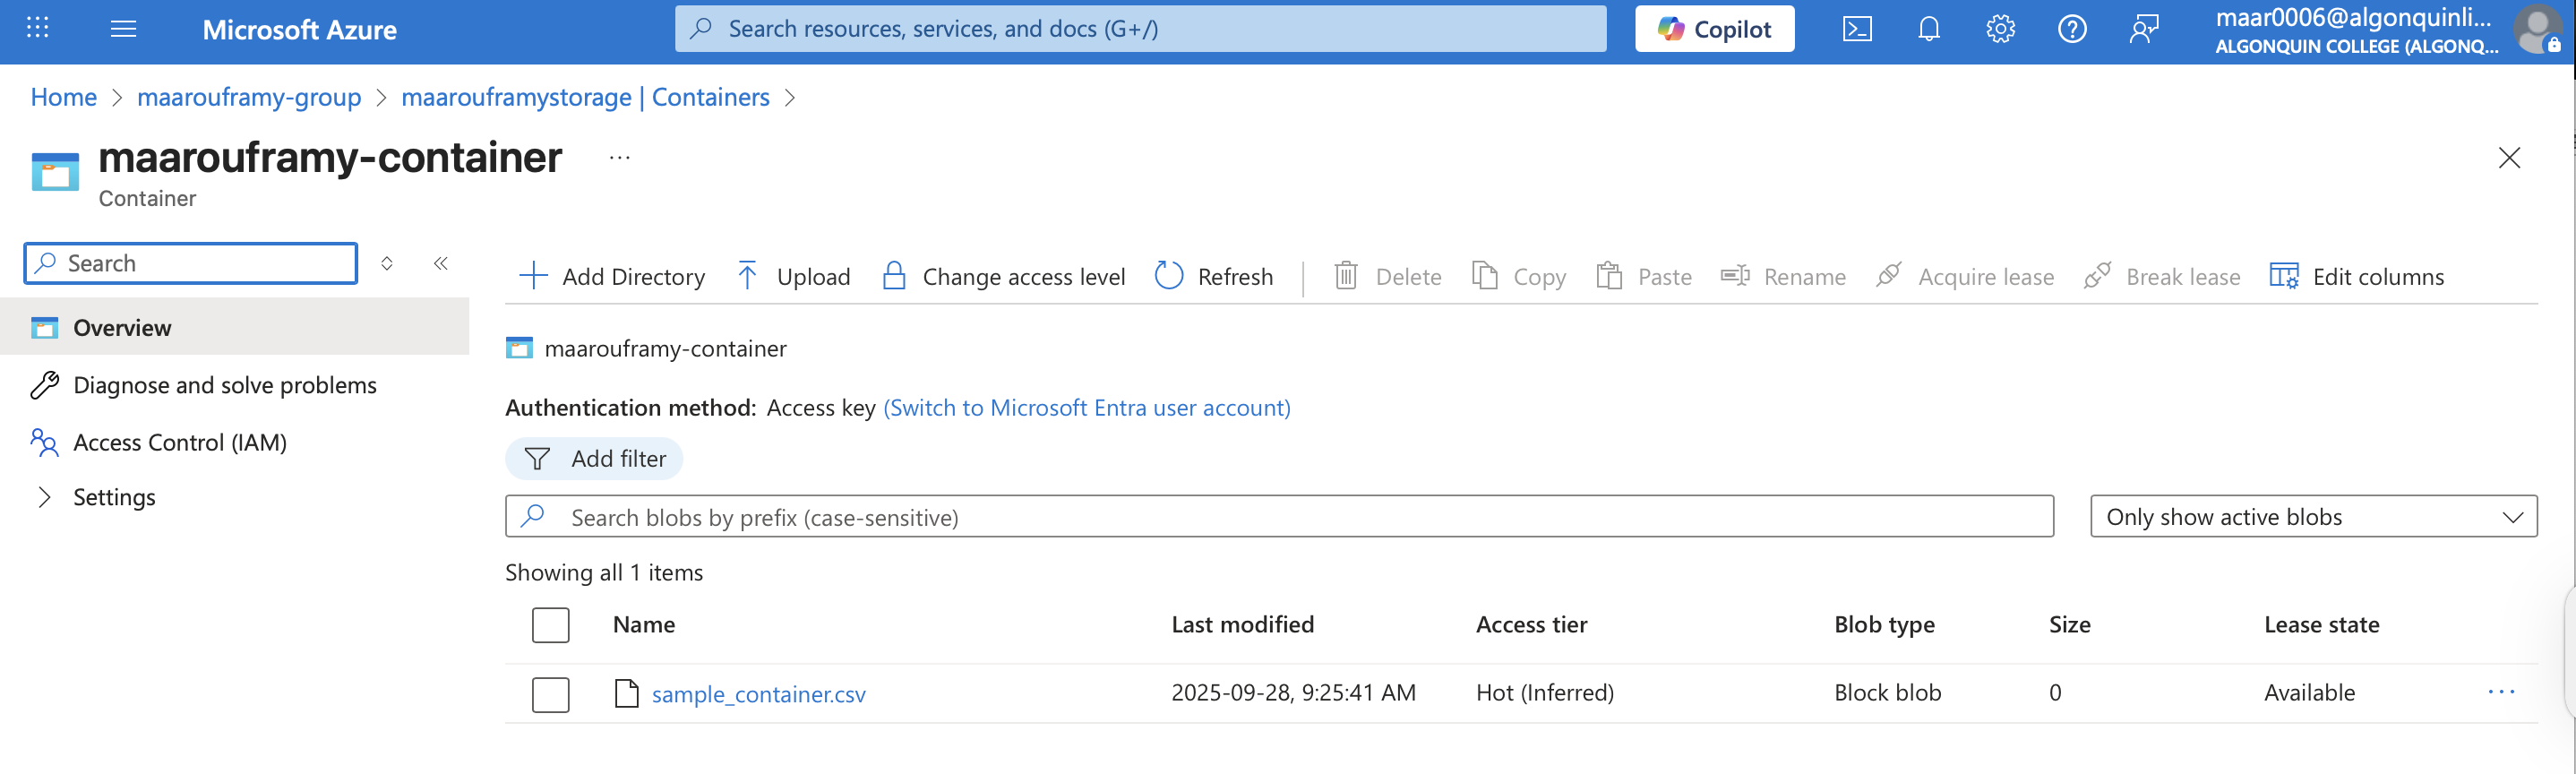 Microsoft Azure
Search resources, services, and docs (G+/)
Copilot
maar0006@algonquinli...
ALGONQUIN COLLEGE (ALGONQ...
Home > maarouframy-group > maarouframystorage | Containers >
maarouframy-container ...
Container
Search
Overview
Diagnose and solve problems
Access Control (IAM)
Settings
Add Directory Upload Change access level Refresh Delete Copy Paste Rename Acquire lease Break lease Edit columns
maarouframy-container
Authentication method: Access key (Switch to Microsoft Entra user account)
Add filter
Search blobs by prefix (case-sensitive) Only show active blobs
Showing all 1 items
Name Last modified Access tier Blob type Size Lease state
sample_container.csv 2025-09-28, 9:25:41 AM Hot (Inferred) Block blob 0 Available ...